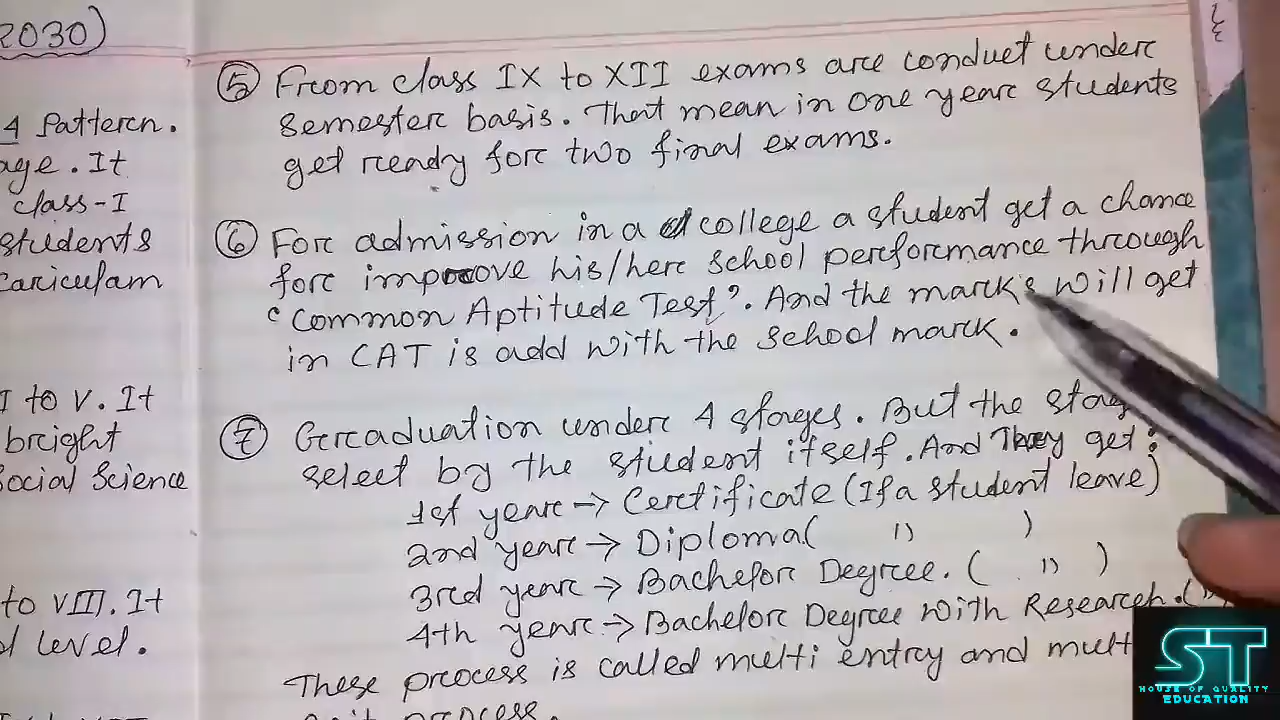 2030)
4 Pattern.
age. It
class-I
students
cariculam
I to V. It
bright
Social Science
to VIII. It
level.
⑤ From class IX to XII exams are conduct under
semester basis. That mean in one year students
get ready for two final exams.
⑥ For admission in a college a student get a chance
for improve his/her school performance through
"Common Aptitude Test". And the mark's will get
in CAT is add with the school mark.
⑦ Graduation under 4 stages. But the
select by the student itself. And They get:
1st year → Certificate (If a student leave)
2nd year → Diploma ( " )
3rd year → Bachelor Degree. ( " )
4th year → Bachelor Degree with Research. ( "
These process is called multi entry and
process.
ST
HOUSE OF QUALITY
EDUCATION